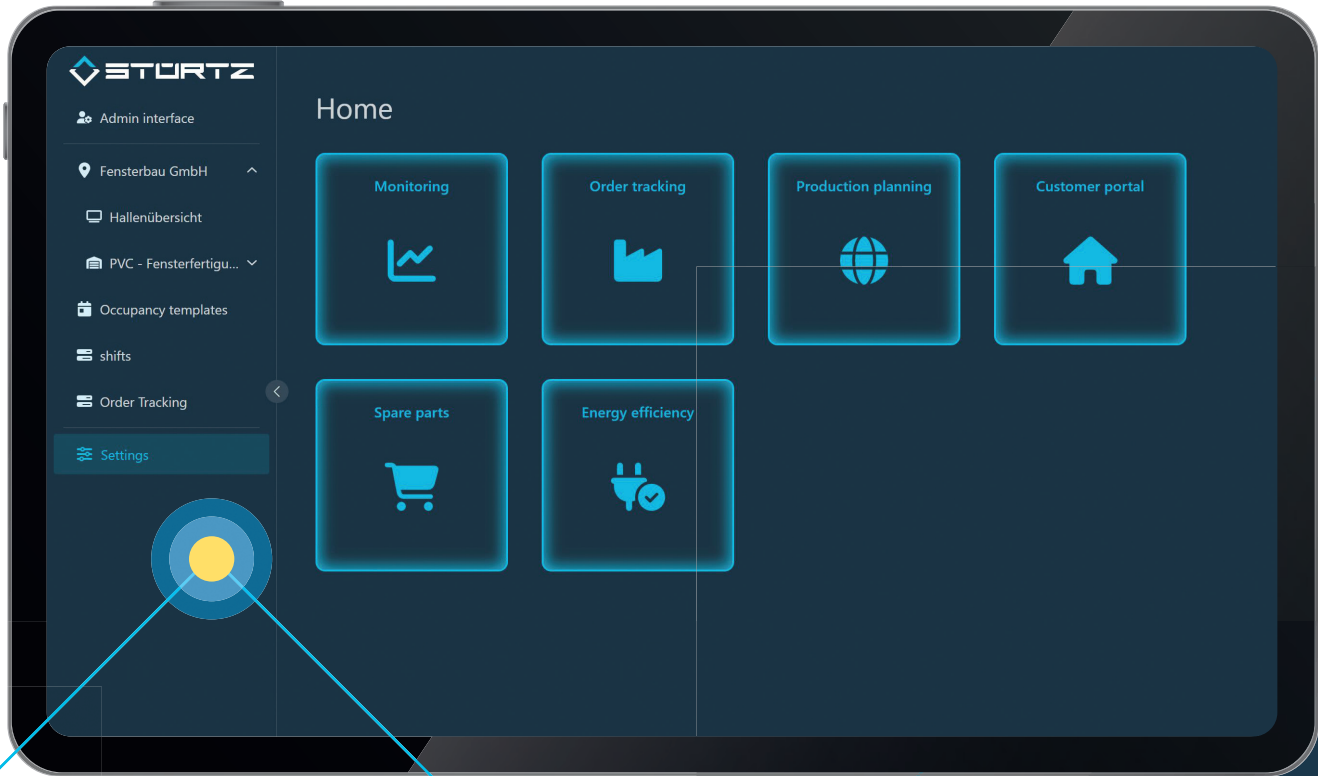 STÜRTZ
Admin interface
Fensterbau GmbH
Hallenübersicht
PVC - Fensterfertigu...
Occupancy templates
shifts
Order Tracking
Settings
Home
Monitoring
Order tracking
Production planning
Customer portal
Spare parts
Energy efficiency